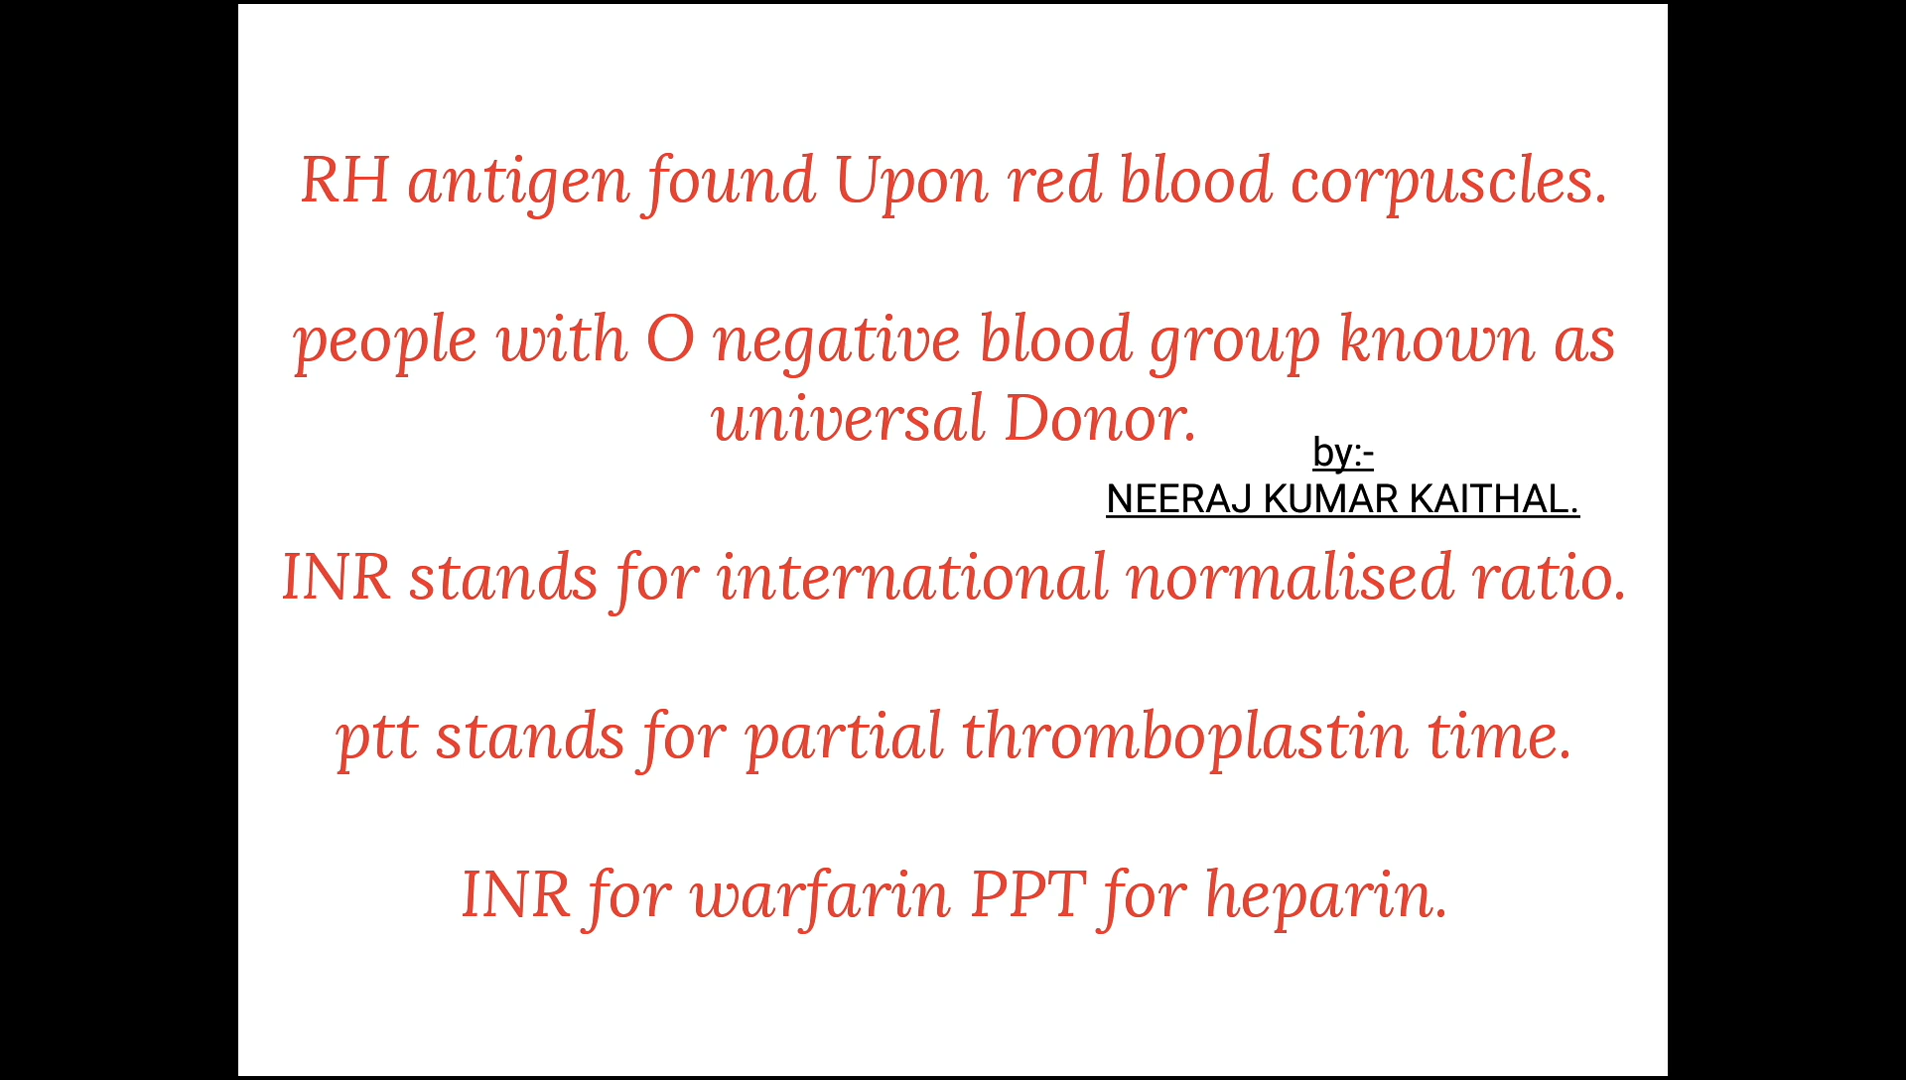 RH antigen found Upon red blood corpuscles.
people with O negative blood group known as
universal Donor.
by:-
NEERAJ KUMAR KAITHAL.
INR stands for international normalised ratio.
ptt stands for partial thromboplastin time.
INR for warfarin PPT for heparin.